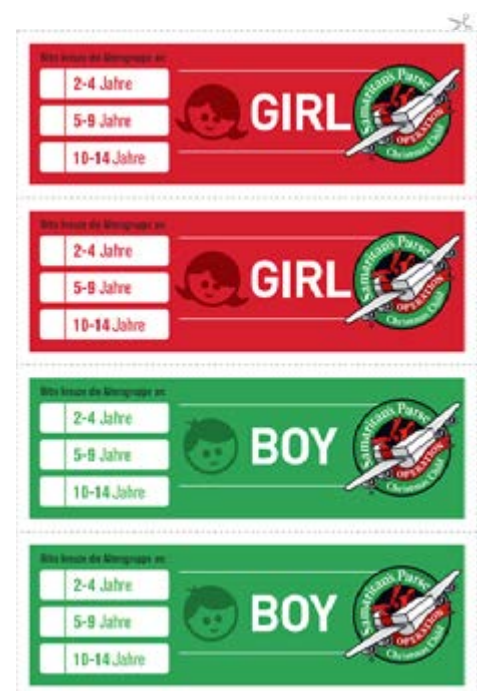 Bitte kreuze die Altersgruppe an:
2-4 Jahre
5-9 Jahre
10-14 Jahre
GIRL
Samaritan's Purse
OPERATION
Christmas Child
Bitte kreuze die Altersgruppe an:
2-4 Jahre
5-9 Jahre
10-14 Jahre
GIRL
Samaritan's Purse
OPERATION
Christmas Child
Bitte kreuze die Altersgruppe an:
2-4 Jahre
5-9 Jahre
10-14 Jahre
BOY
Samaritan's Purse
OPERATION
Christmas Child
Bitte kreuze die Altersgruppe an:
2-4 Jahre
5-9 Jahre
10-14 Jahre
BOY
Samaritan's Purse
OPERATION
Christmas Child